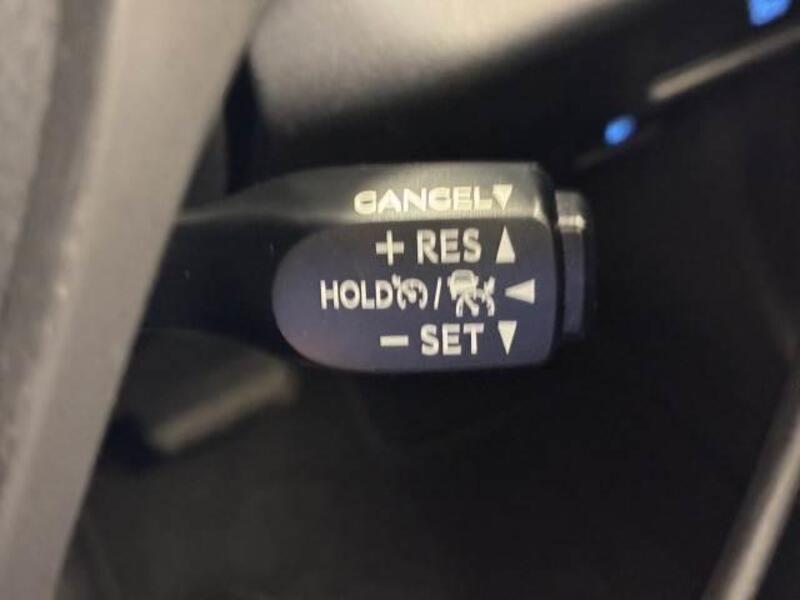 CANCEL▼
+ RES ▲
HOLD / ◀
− SET ▼